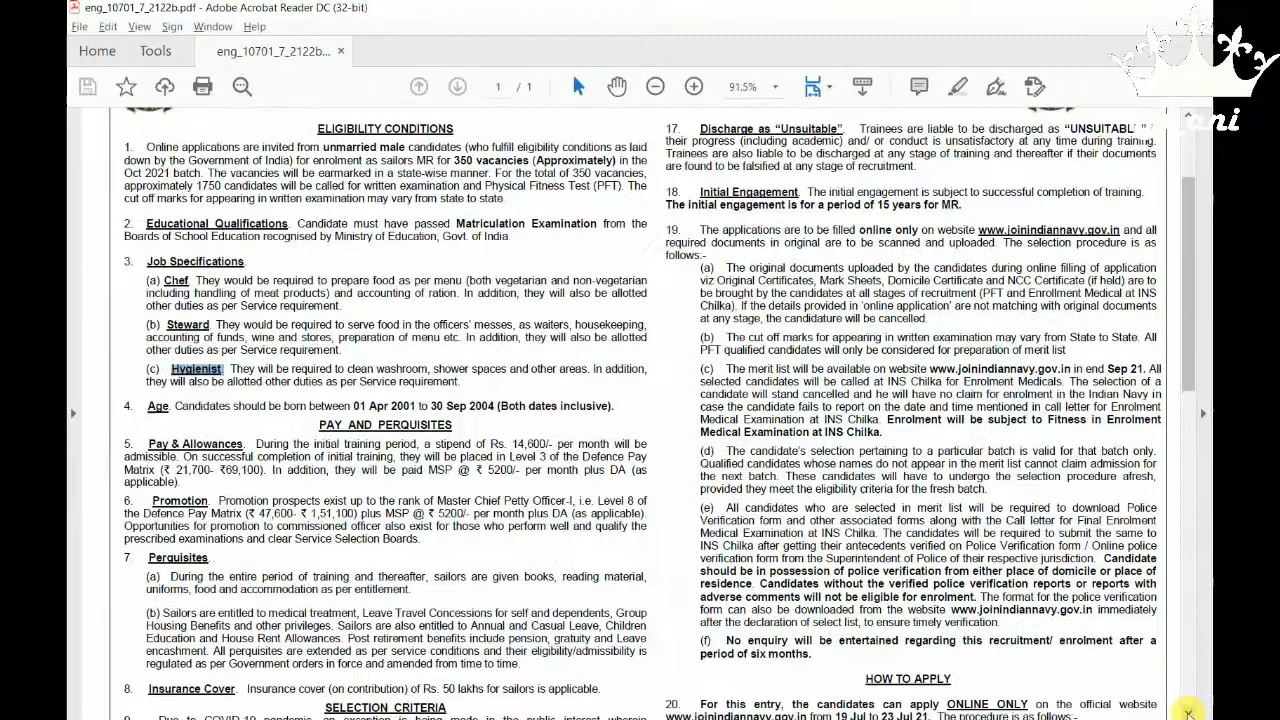 eng_10701_7_2122b.pdf - Adobe Acrobat Reader DC (32-bit)
File Edit View Sign Window Help
Home Tools eng_10701_7_2122b... ×
1 / 1 91.5%
ani
ELIGIBILITY CONDITIONS
1. Online applications are invited from unmarried male candidates (who fulfill eligibility conditions as laid
down by the Government of India) for enrolment as sailors MR for 350 vacancies (Approximately) in the
Oct 2021 batch. The vacancies will be earmarked in a state-wise manner. For the total of 350 vacancies,
approximately 1750 candidates will be called for written examination and Physical Fitness Test (PFT). The
cut off marks for appearing in written examination may vary from state to state.
2. Educational Qualifications. Candidate must have passed Matriculation Examination from the
Boards of School Education recognised by Ministry of Education, Govt. of India.
3. Job Specifications.
(a) Chef. They would be required to prepare food as per menu (both vegetarian and non-vegetarian
including handling of meat products) and accounting of ration. In addition, they will also be allotted
other duties as per Service requirement.
(b) Steward. They would be required to serve food in the officers' messes, as waiters, housekeeping,
accounting of funds, wine and stores, preparation of menu etc. In addition, they will also be allotted
other duties as per Service requirement.
(c) Hygienist. They will be required to clean washroom, shower spaces and other areas. In addition,
they will also be allotted other duties as per Service requirement.
4. Age. Candidates should be born between 01 Apr 2001 to 30 Sep 2004 (Both dates inclusive).
PAY AND PERQUISITES
5. Pay & Allowances. During the initial training period, a stipend of Rs. 14,600/- per month will be
admissible. On successful completion of initial training, they will be placed in Level 3 of the Defence Pay
Matrix (₹ 21,700- ₹69,100). In addition, they will be paid MSP @ ₹ 5200/- per month plus DA (as
applicable).
6. Promotion. Promotion prospects exist up to the rank of Master Chief Petty Officer-I, i.e. Level 8 of
the Defence Pay Matrix (₹ 47,600- ₹ 1,51,100) plus MSP @ ₹ 5200/- per month plus DA (as applicable).
Opportunities for promotion to commissioned officer also exist for those who perform well and qualify the
prescribed examinations and clear Service Selection Boards.
7. Perquisites.
(a) During the entire period of training and thereafter, sailors are given books, reading material,
uniforms, food and accommodation as per entitlement.
(b) Sailors are entitled to medical treatment, Leave Travel Concessions for self and dependents, Group
Housing Benefits and other privileges. Sailors are also entitled to Annual and Casual Leave, Children
Education and House Rent Allowances. Post retirement benefits include pension, gratuity and Leave
encashment. All perquisites are extended as per service conditions and their eligibility/admissibility is
regulated as per Government orders in force and amended from time to time.
8. Insurance Cover. Insurance cover (on contribution) of Rs. 50 lakhs for sailors is applicable.
SELECTION CRITERIA
9. Due to COVID-19 pandemic, an exception is being made in the public interest wherein
17. Discharge as "Unsuitable". Trainees are liable to be discharged as "UNSUITABL "
their progress (including academic) and/ or conduct is unsatisfactory at any time during training.
Trainees are also liable to be discharged at any stage of training and thereafter if their documents
are found to be falsified at any stage of recruitment.
18. Initial Engagement. The initial engagement is subject to successful completion of training.
The initial engagement is for a period of 15 years for MR.
19. The applications are to be filled online only on website www.joinindiannavy.gov.in and all
required documents in original are to be scanned and uploaded. The selection procedure is as
follows:-
(a) The original documents uploaded by the candidates during online filling of application
viz Original Certificates, Mark Sheets, Domicile Certificate and NCC Certificate (if held) are to
be brought by the candidates at all stages of recruitment (PFT and Enrollment Medical at INS
Chilka). If the details provided in 'online application' are not matching with original documents
at any stage, the candidature will be cancelled.
(b) The cut off marks for appearing in written examination may vary from State to State. All
PFT qualified candidates will only be considered for preparation of merit list
(c) The merit list will be available on website www.joinindiannavy.gov.in in end Sep 21. All
selected candidates will be called at INS Chilka for Enrolment Medicals. The selection of a
candidate will stand cancelled and he will have no claim for enrolment in the Indian Navy in
case the candidate fails to report on the date and time mentioned in call letter for Enrolment
Medical Examination at INS Chilka. Enrolment will be subject to Fitness in Enrolment
Medical Examination at INS Chilka.
(d) The candidate's selection pertaining to a particular batch is valid for that batch only.
Qualified candidates whose names do not appear in the merit list cannot claim admission for
the next batch. These candidates will have to undergo the selection procedure afresh,
provided they meet the eligibility criteria for the fresh batch.
(e) All candidates who are selected in merit list will be required to download Police
Verification form and other associated forms along with the Call letter for Final Enrolment
Medical Examination at INS Chilka. The candidates will be required to submit the same to
INS Chilka after getting their antecedents verified on Police Verification form / Online police
verification form from the Superintendent of Police of their respective jurisdiction. Candidate
should be in possession of police verification from either place of domicile or place of
residence. Candidates without the verified police verification reports or reports with
adverse comments will not be eligible for enrolment. The format for the police verification
form can also be downloaded from the website www.joinindiannavy.gov.in immediately
after the declaration of select list, to ensure timely verification.
(f) No enquiry will be entertained regarding this recruitment/ enrolment after a
period of six months.
HOW TO APPLY
20. For this entry, the candidates can apply ONLINE ONLY on the official website
www.joinindiannavy.gov.in from 19 Jul to 23 Jul 21. The procedure is as follows:-